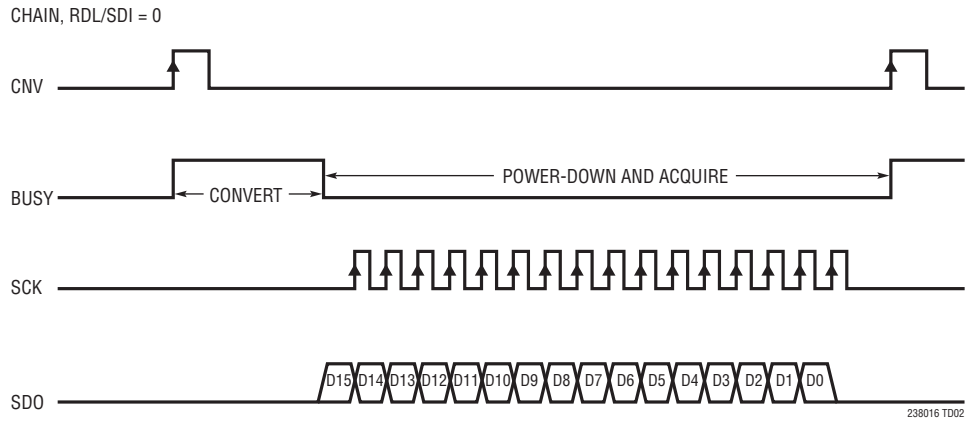 CHAIN, RDL/SDI = 0
CNV
BUSY
CONVERT
POWER-DOWN AND ACQUIRE
SCK
SDO
D15 D14 D13 D12 D11 D10 D9 D8 D7 D6 D5 D4 D3 D2 D1 D0
238016 TD02